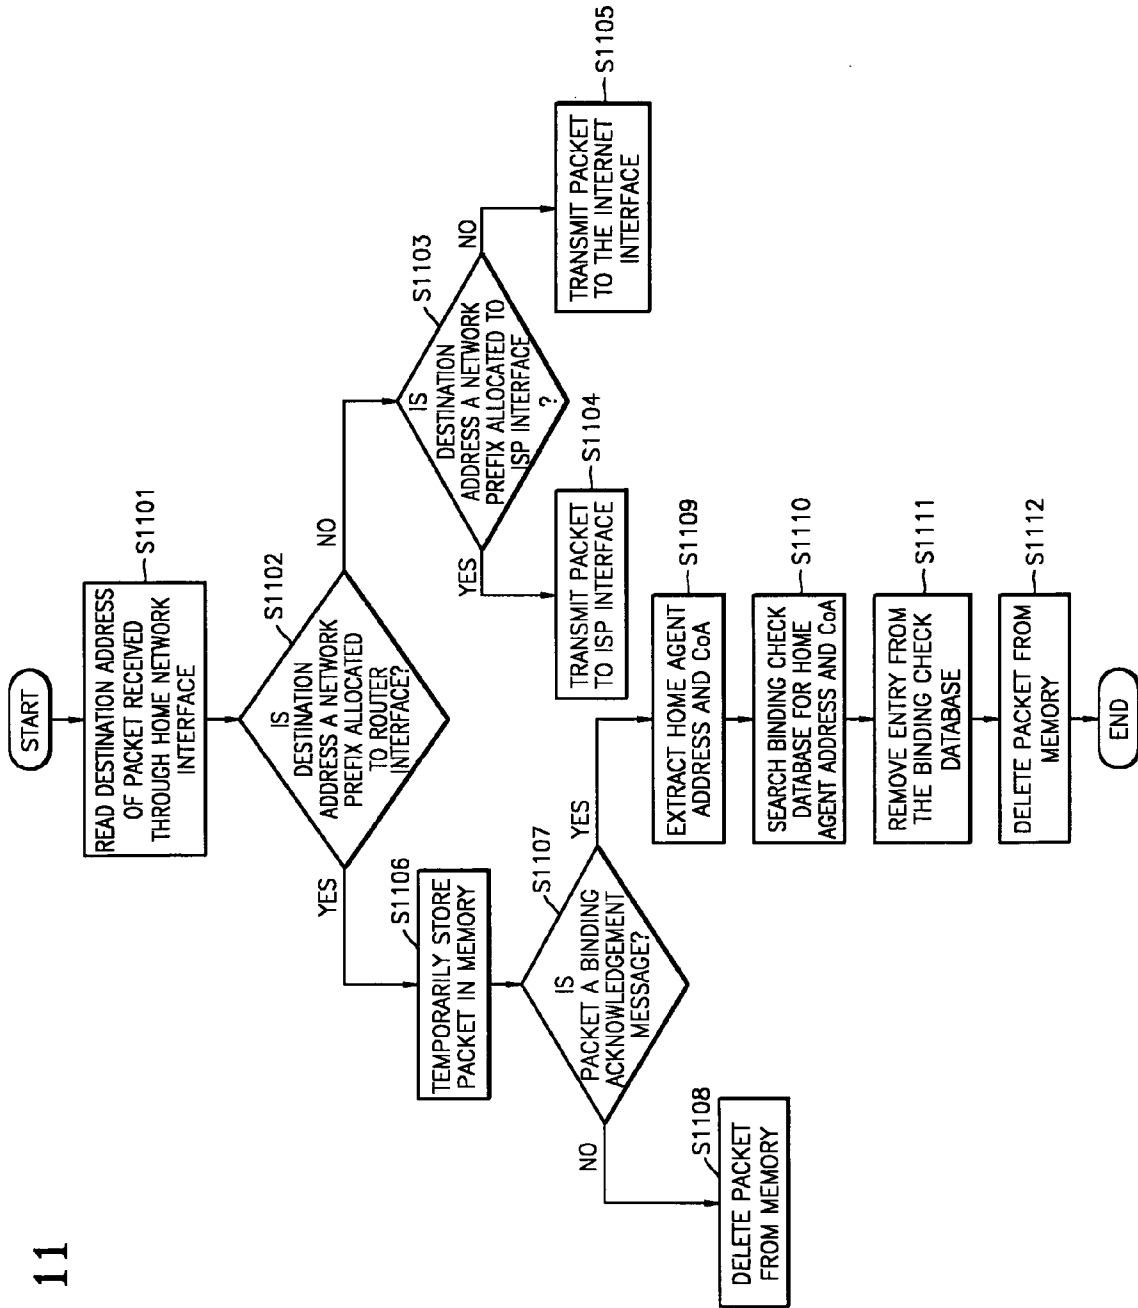 11
START
READ DESTINATION ADDRESS
OF PACKET RECEIVED
THROUGH HOME NETWORK
INTERFACE
S1101
IS
DESTINATION
ADDRESS A NETWORK
PREFIX ALLOCATED
TO ROUTER
INTERFACE?
S1102
YES
NO
IS
DESTINATION
ADDRESS A NETWORK
PREFIX ALLOCATED TO
ISP INTERFACE
?
S1103
YES
NO
TRANSMIT PACKET
TO ISP INTERFACE
S1104
TRANSMIT PACKET
TO THE INTERNET
INTERFACE
S1105
TEMPORARILY STORE
PACKET IN MEMORY
S1106
IS
PACKET A BINDING
ACKNOWLEDGEMENT
MESSAGE?
S1107
NO
YES
DELETE PACKET
FROM MEMORY
S1108
EXTRACT HOME AGENT
ADDRESS AND CoA
S1109
SEARCH BINDING CHECK
DATABASE FOR HOME
AGENT ADDRESS AND CoA
S1110
REMOVE ENTRY FROM
THE BINDING CHECK
DATABASE
S1111
DELETE PACKET FROM
MEMORY
S1112
END